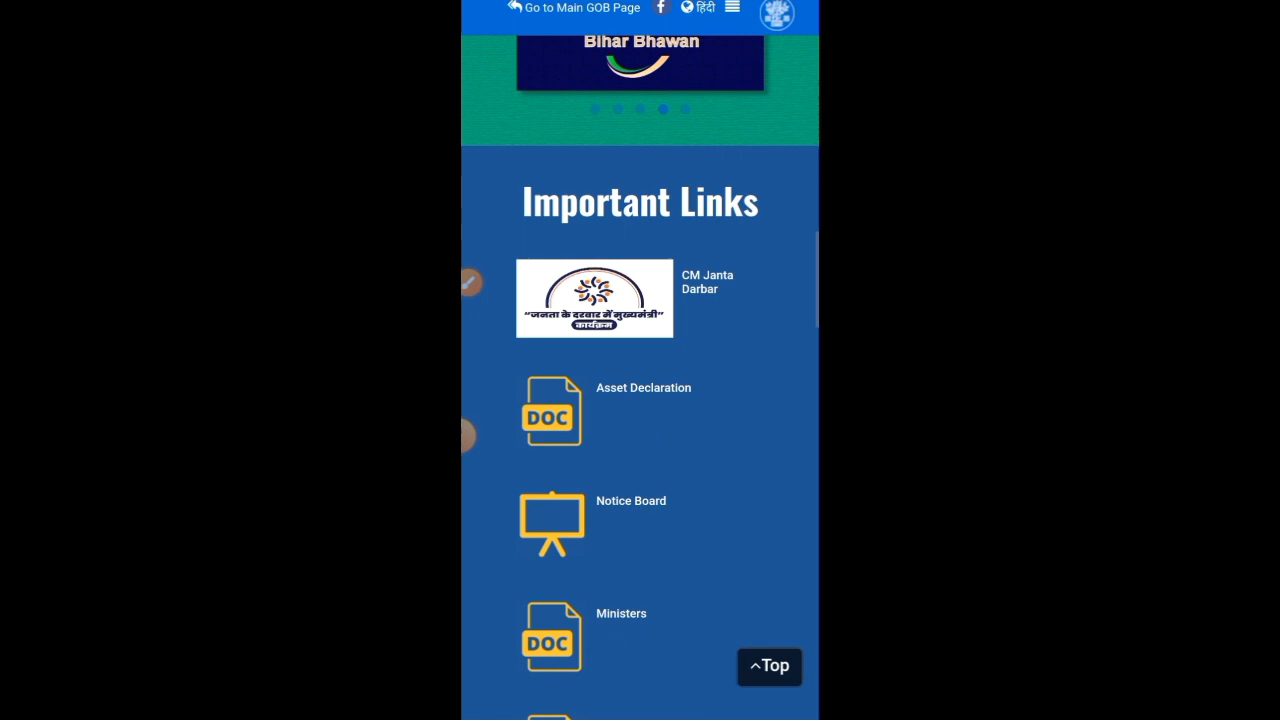 Go to Main GOB Page f हिंदी
Bihar Bhawan
Important Links
CM Janta
Darbar
“जनता के दरबार में मुख्यमंत्री”
कार्यक्रम
Asset Declaration
DOC
Notice Board
Ministers
DOC
^Top